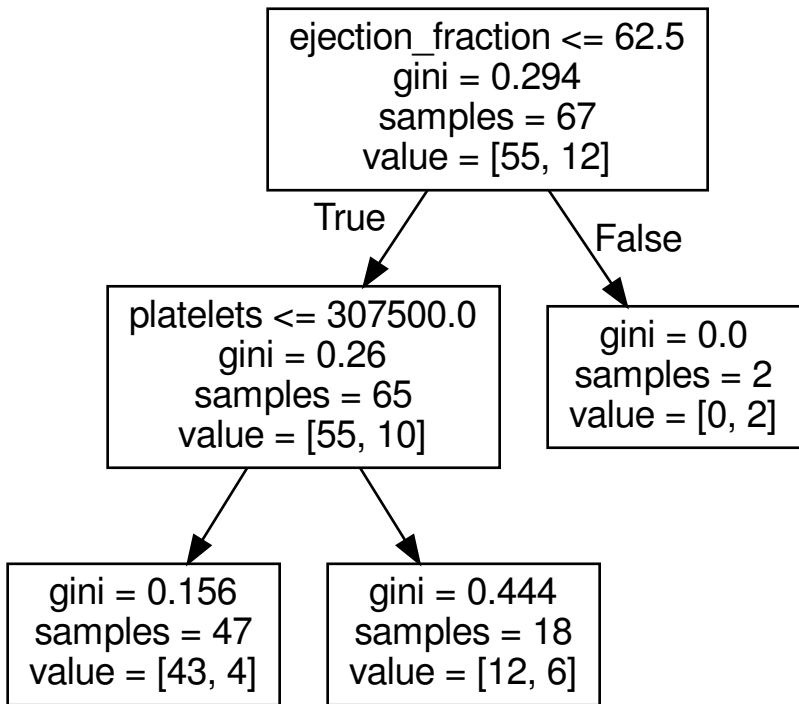 ejection_fraction <= 62.5
gini = 0.294
samples = 67
value = [55, 12]
True
False
platelets <= 307500.0
gini = 0.26
samples = 65
value = [55, 10]
gini = 0.0
samples = 2
value = [0, 2]
gini = 0.156
samples = 47
value = [43, 4]
gini = 0.444
samples = 18
value = [12, 6]